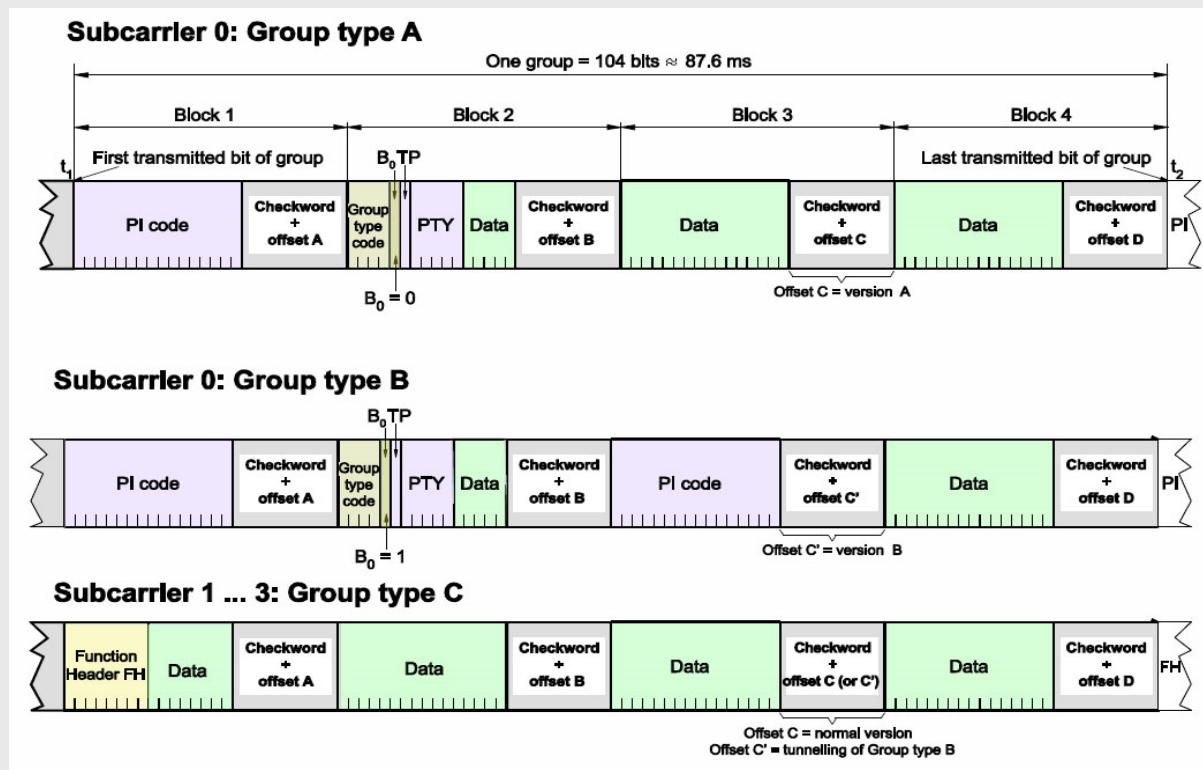 Subcarrier 0: Group type A
One group = 104 bits ≈ 87.6 ms
Block 1
Block 2
Block 3
Block 4
t₁
First transmitted bit of group
B₀ TP
Last transmitted bit of group
t₂
PI code
Checkword
+
offset A
Group
type
code
PTY
Data
Checkword
+
offset B
Data
Checkword
+
offset C
Data
Checkword
+
offset D
PI
B₀ = 0
Offset C = version A
Subcarrier 0: Group type B
B₀ TP
PI code
Checkword
+
offset A
Group
type
code
PTY
Data
Checkword
+
offset B
PI code
Checkword
+
offset C'
Data
Checkword
+
offset D
PI
B₀ = 1
Offset C' = version B
Subcarrier 1 ... 3: Group type C
Function
Header FH
Data
Checkword
+
offset A
Data
Checkword
+
offset B
Data
Checkword
+
offset C (or C')
Data
Checkword
+
offset D
FH
Offset C = normal version
Offset C' = tunnelling of Group type B